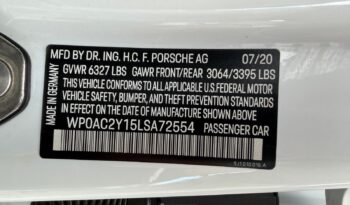 MFD. BY DR. ING. H.C. F. PORSCHE AG 07/20
GVWR 6327 LBS GAWR FRONT/REAR 3064/3395 LBS
THIS VEHICLE CONFORMS TO ALL APPLICABLE U.S. FEDERAL MOTOR
VEHICLE SAFETY, BUMPER, AND THEFT PREVENTION STANDARDS
IN EFFECT ON THE DATE OF MANUFACTURE SHOWN ABOVE.
WP0AC2Y15LSA72554 PASSENGER CAR
MADE IN GERMANY